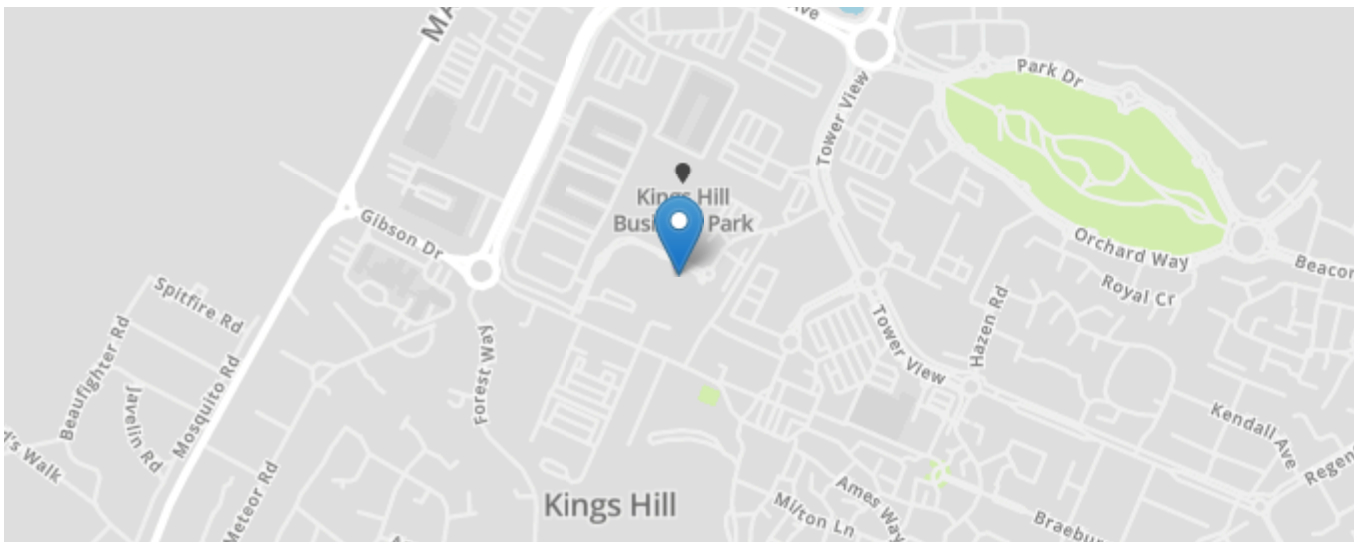 MA
Ave
Park Dr
Tower View
Kings Hill
Park
Gibson Dr
Orchard Way
Beacon
Royal Cr
Spitfire Rd
Hazen Rd
Tower View
Beaufighter Rd
Forest Way
Mosquito Rd
Javelin Rd
Kendall Ave
d's Walk
Regen
Meteor Rd
Kings Hill
Ames Way
Milton Ln
Braebu